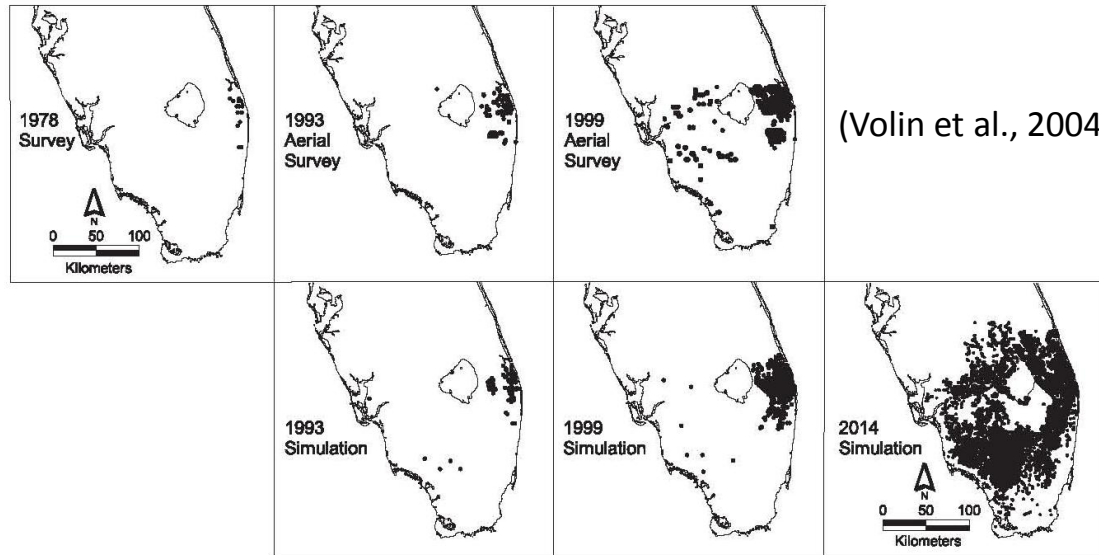 1978
Survey
N
0 50 100
Kilometers
1993
Aerial
Survey
1999
Aerial
Survey
(Volin et al., 2004
1993
Simulation
1999
Simulation
2014
Simulation
N
0 50 100
Kilometers